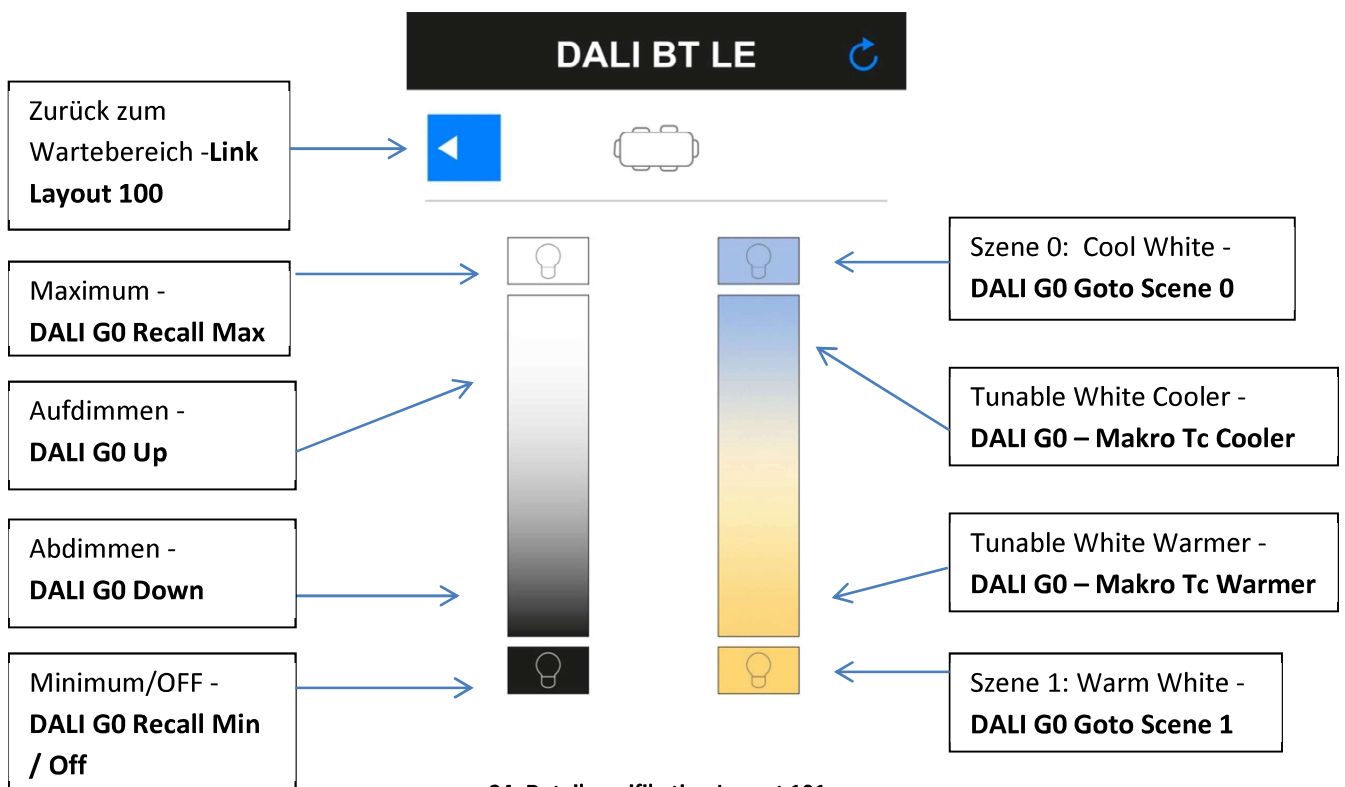 DALI BT LE
Zurück zum
Wartebereich -Link
Layout 100
Maximum -
DALI G0 Recall Max
Aufdimmen -
DALI G0 Up
Abdimmen -
DALI G0 Down
Minimum/OFF -
DALI G0 Recall Min
/ Off
Szene 0:  Cool White -
DALI G0 Goto Scene 0
Tunable White Cooler -
DALI G0 – Makro Tc Cooler
Tunable White Warmer -
DALI G0 – Makro Tc Warmer
Szene 1: Warm White -
DALI G0 Goto Scene 1